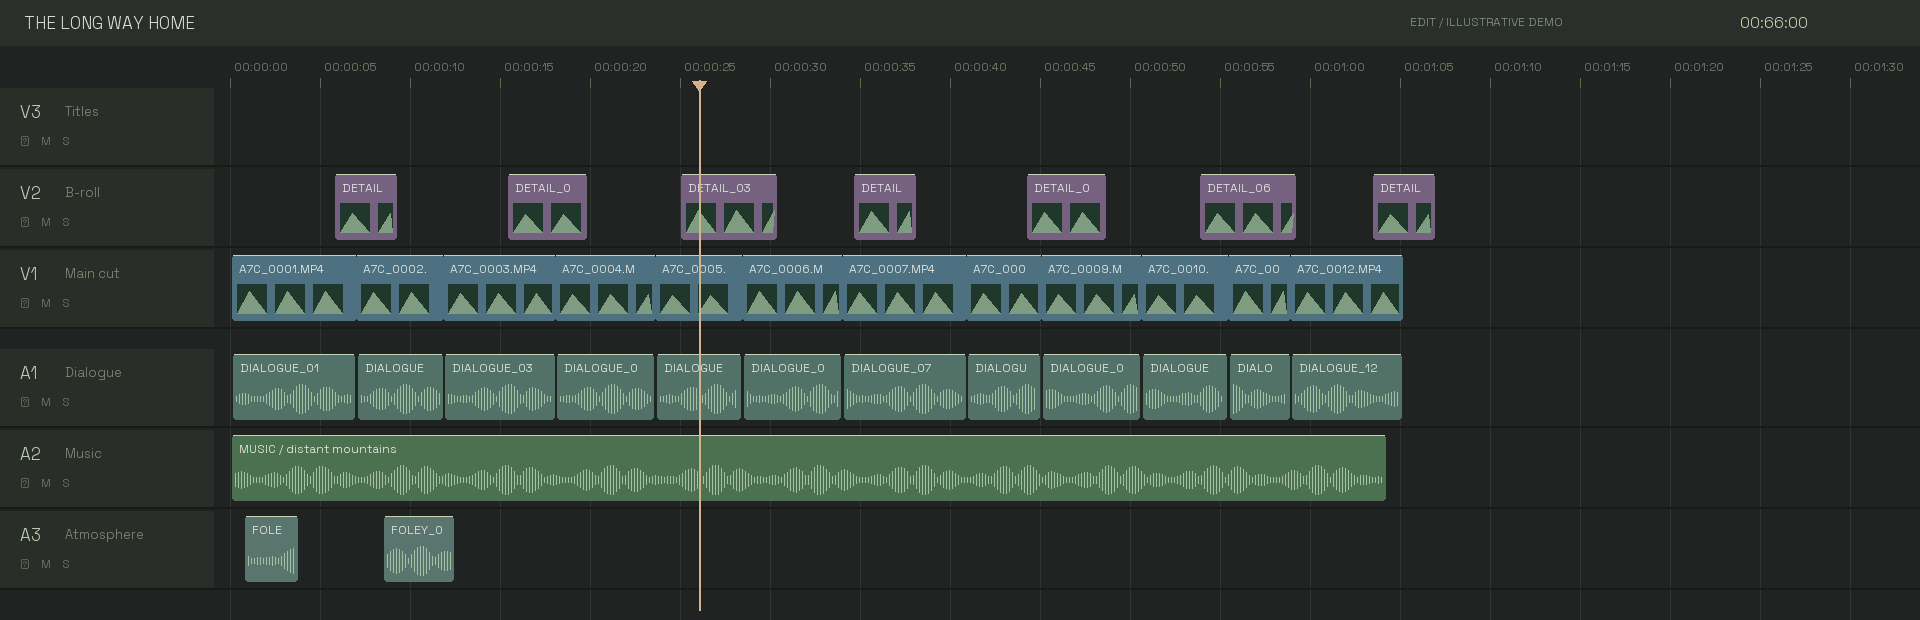 THE LONG WAY HOME
EDIT / ILLUSTRATIVE DEMO
00:66:00
00:00:00 00:00:05 00:00:10 00:00:15 00:00:20 00:00:25 00:00:30 00:00:35 00:00:40 00:00:45 00:00:50 00:00:55 00:01:00 00:01:05 00:01:10 00:01:15 00:01:20 00:01:25 00:01:30
V3 Titles
M S
V2 B-roll
DETAIL DETAIL_0 DETAIL_03 DETAIL DETAIL_0 DETAIL_06 DETAIL
M S
V1 Main cut
A7C_0001.MP4 A7C_0002. A7C_0003.MP4 A7C_0004.M A7C_0005. A7C_0006.M A7C_0007.MP4 A7C_000 A7C_0009.M A7C_0010. A7C_00 A7C_0012.MP4
M S
A1 Dialogue
DIALOGUE_01 DIALOGUE DIALOGUE_03 DIALOGUE_0 DIALOGUE DIALOGUE_0 DIALOGUE_07 DIALOGU DIALOGUE_0 DIALOGUE DIALO DIALOGUE_12
M S
A2 Music
MUSIC / distant mountains
M S
A3 Atmosphere
FOLE FOLEY_0
M S